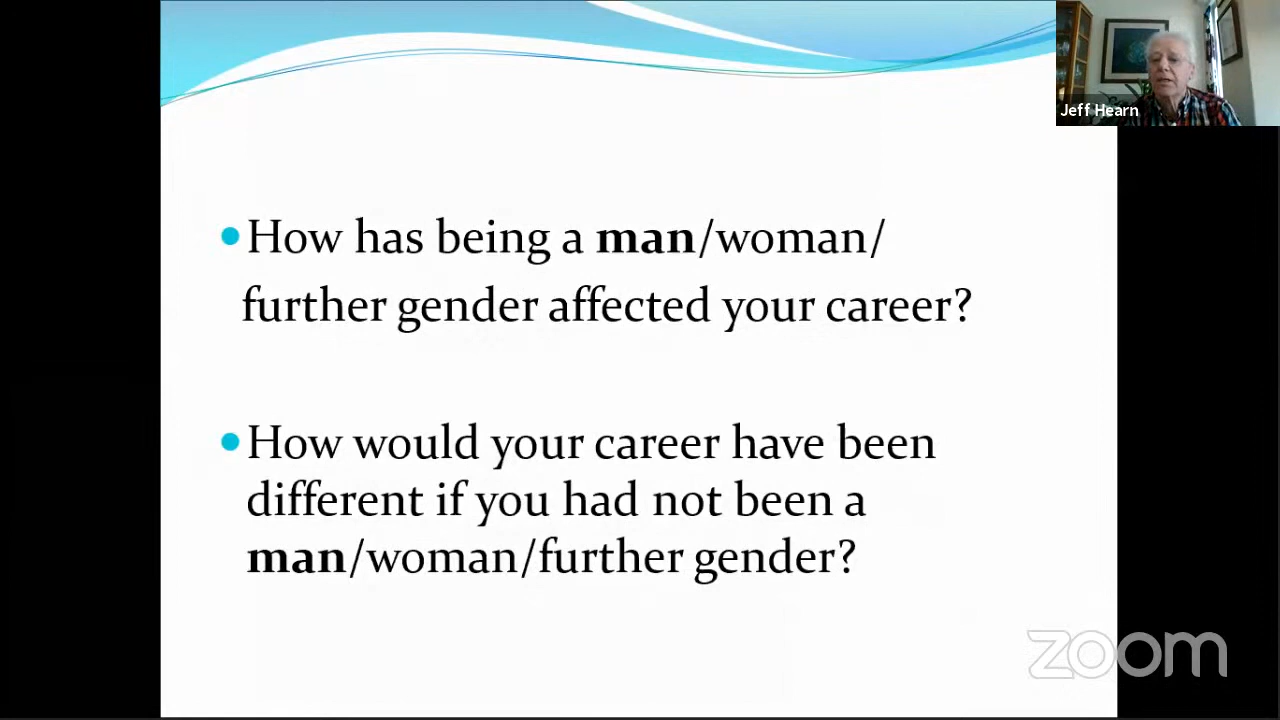 Jeff Hearn
•How has being a man/woman/
further gender affected your career?
•How would your career have been
different if you had not been a
man/woman/further gender?
zoom